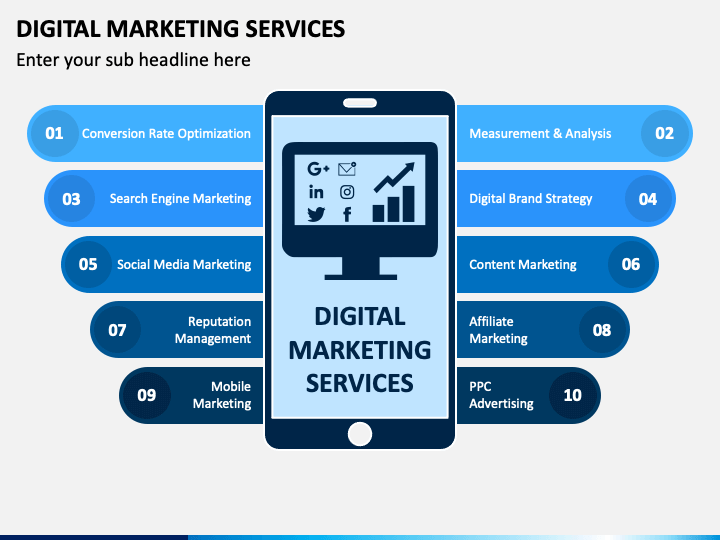 DIGITAL MARKETING SERVICES
Enter your sub headline here
01 Conversion Rate Optimization
Measurement & Analysis 02
03 Search Engine Marketing
Digital Brand Strategy 04
05 Social Media Marketing
Content Marketing 06
07 Reputation
Management
Affiliate
Marketing 08
09 Mobile
Marketing
PPC
Advertising 10
G+
in
f
DIGITAL
MARKETING
SERVICES